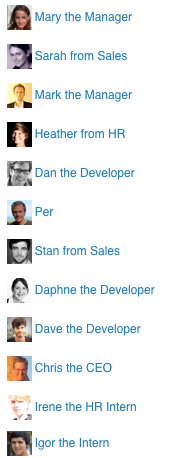 Mary the Manager
Sarah from Sales
Mark the Manager
Heather from HR
Dan the Developer
Per
Stan from Sales
Daphne the Developer
Dave the Developer
Chris the CEO
Irene the HR Intern
Igor the Intern